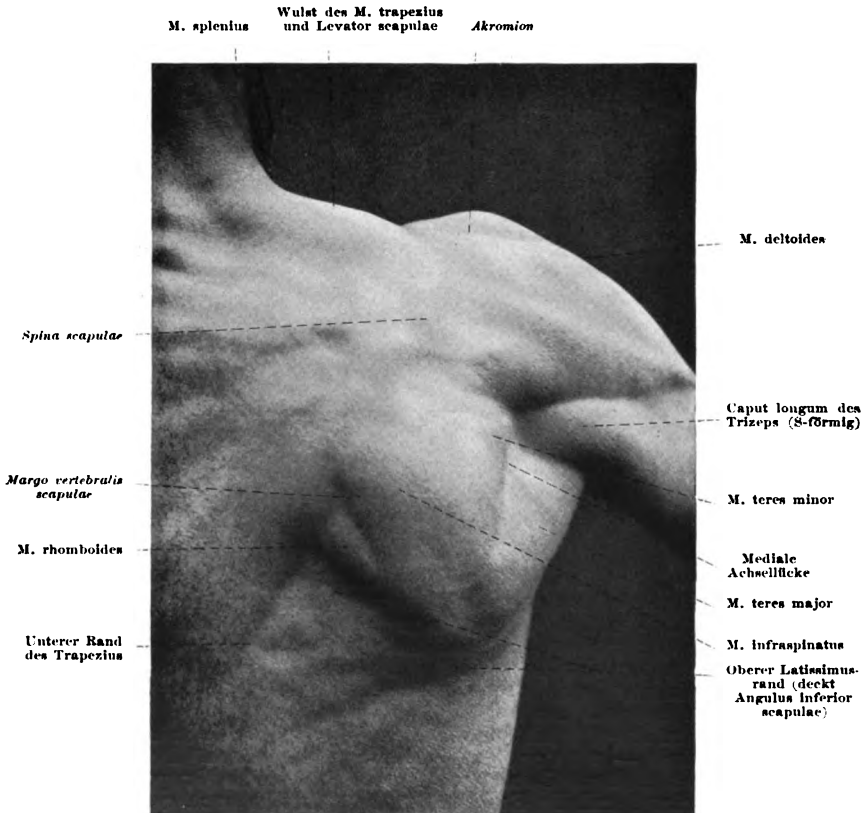 M. splenius
Wulst des M. trapezius
und Levator scapulae
Akromion
M. deltoides
Spina scapulae
Caput longum des
Trizeps (S-förmig)
Margo vertebralis
scapulae
M. teres minor
M. rhomboides
Mediale
Achsellücke
M. teres major
Unterer Rand
des Trapezius
M. infraspinatus
Oberer Latissimus-
rand (deckt
Angulus inferior
scapulae)